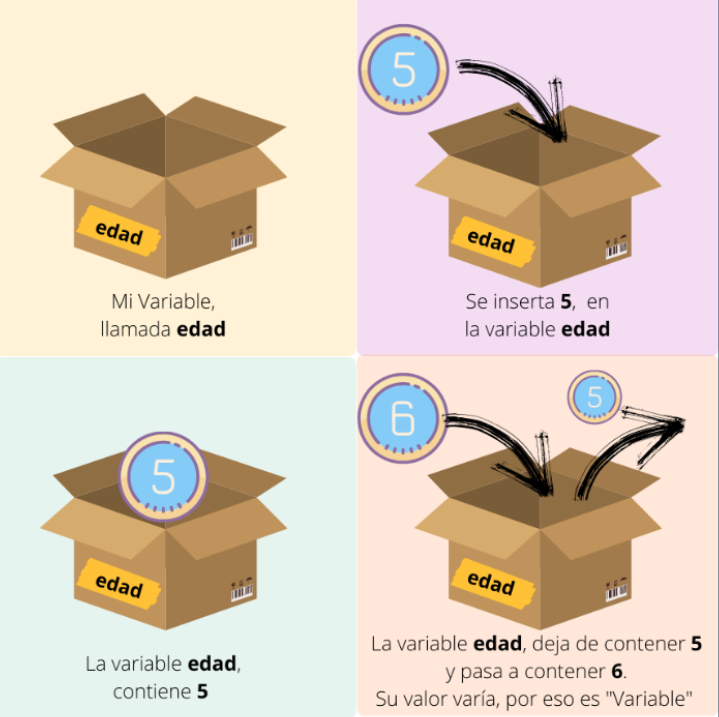 edad
Mi Variable,
llamada edad
5
edad
Se inserta 5, en
la variable edad
5
edad
La variable edad,
contiene 5
6
5
edad
La variable edad, deja de contener 5
y pasa a contener 6.
Su valor varía, por eso es "Variable"